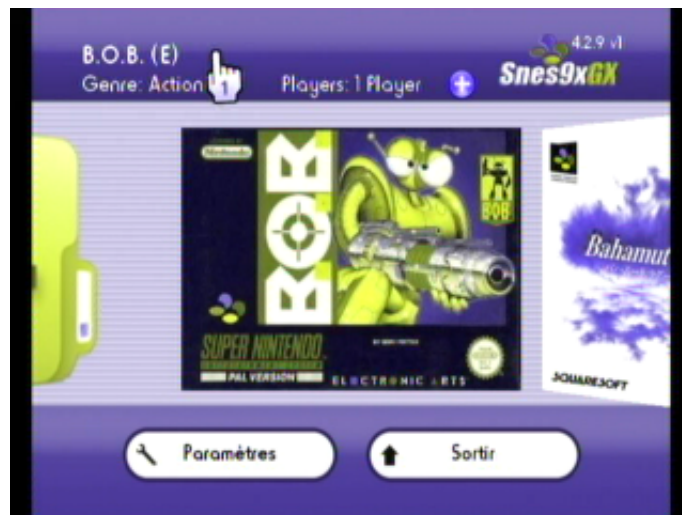 B.O.B. (E)
Genre: Action
1
Players: 1 Player
4.2.9 v1
Snes9xGX
Nintendo
BOB
BOB
SUPER NINTENDO
PAL VERSION
ELECTRONIC ARTS
Bahamut
SQUARESOFT
Paramètres
Sortir